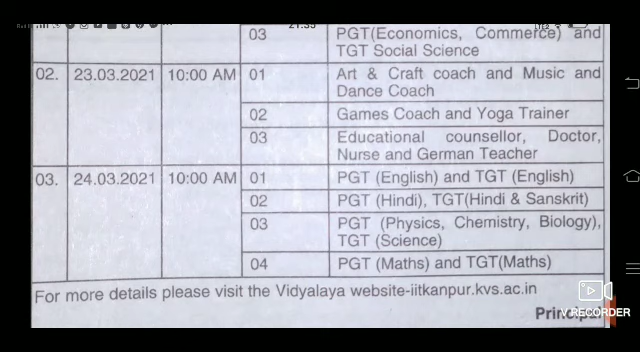 21:35
03 PGT(Economics, Commerce) and
TGT Social Science
02. 23.03.2021 10:00 AM 01 Art & Craft coach and Music and
Dance Coach
02 Games Coach and Yoga Trainer
03 Educational counsellor, Doctor,
Nurse and German Teacher
03. 24.03.2021 10:00 AM 01 PGT (English) and TGT (English)
02 PGT (Hindi), TGT(Hindi & Sanskrit)
03 PGT (Physics, Chemistry, Biology),
TGT (Science)
04 PGT (Maths) and TGT(Maths)
For more details please visit the Vidyalaya website-iitkanpur.kvs.ac.in
Principal
V RECORDER